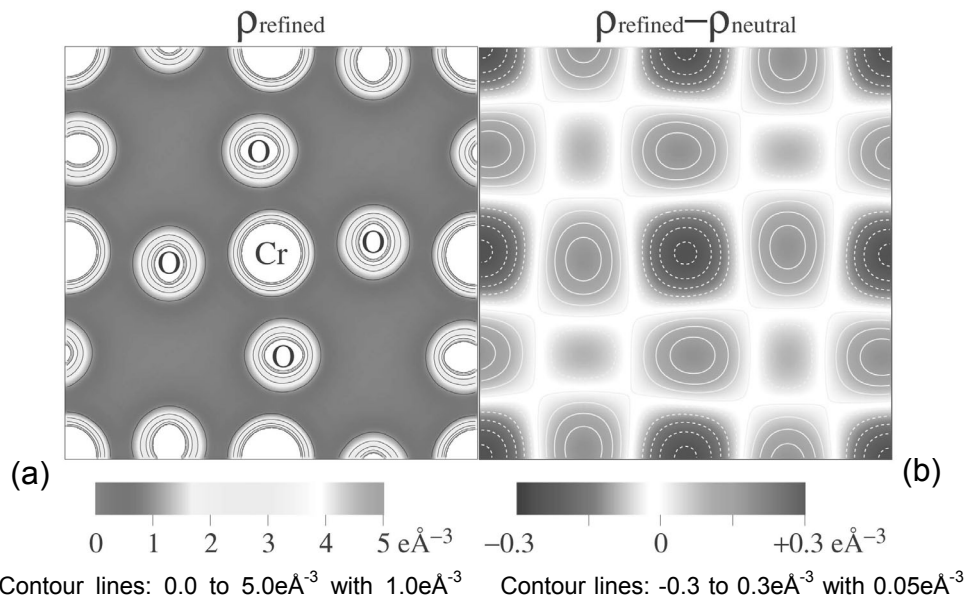 ρrefined
ρrefined−ρneutral
O
Cr
O
O
O
(a)
(b)
0 1 2 3 4 5 eÅ⁻³
−0.3 0 +0.3 eÅ⁻³
Contour lines: 0.0 to 5.0eÅ⁻³ with 1.0eÅ⁻³
Contour lines: -0.3 to 0.3eÅ⁻³ with 0.05eÅ⁻³